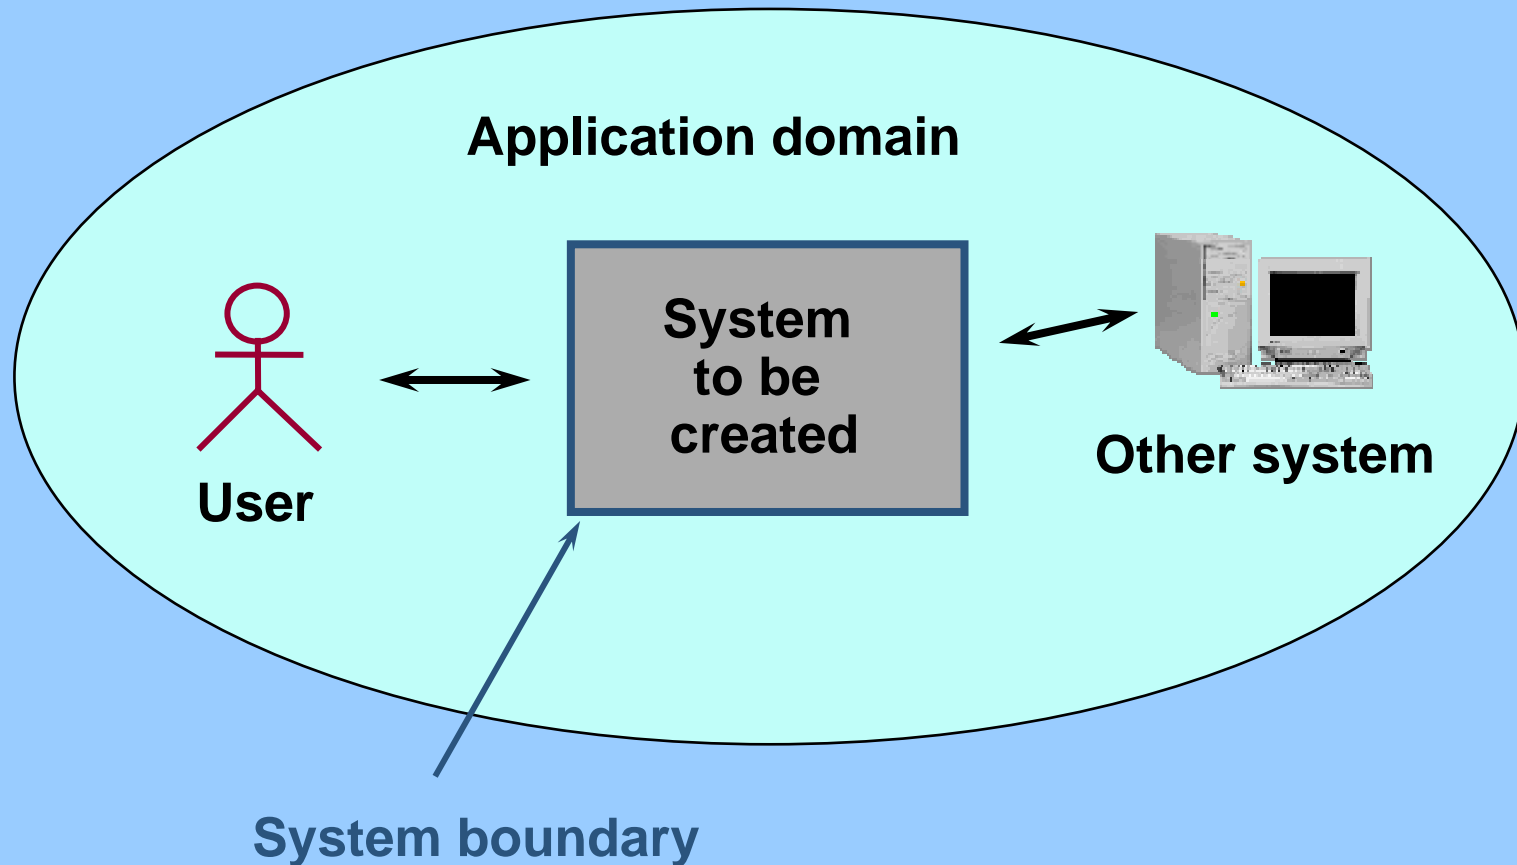 Application domain
System
to be
created
Other system
User
System boundary